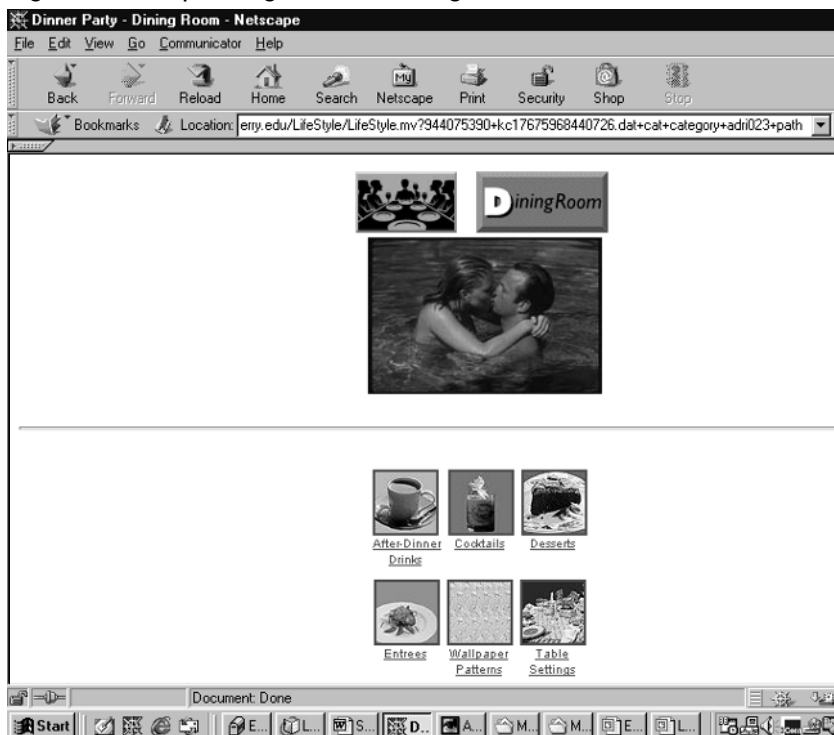 Dinner Party - Dining Room - Netscape
File Edit View Go Communicator Help
Back Forward Reload Home Search Netscape Print Security Shop Stop
My
Bookmarks Location: erry.edu/LifeStyle/LifeStyle.mv?944075390+kc17675968440726.dat+cat+category+adri023+path
DiningRoom
After-Dinner Drinks
Cocktails
Desserts
Entrees
Wallpaper Patterns
Table Settings
Document: Done
Start E... L... S... D... A... M... M... E... L...